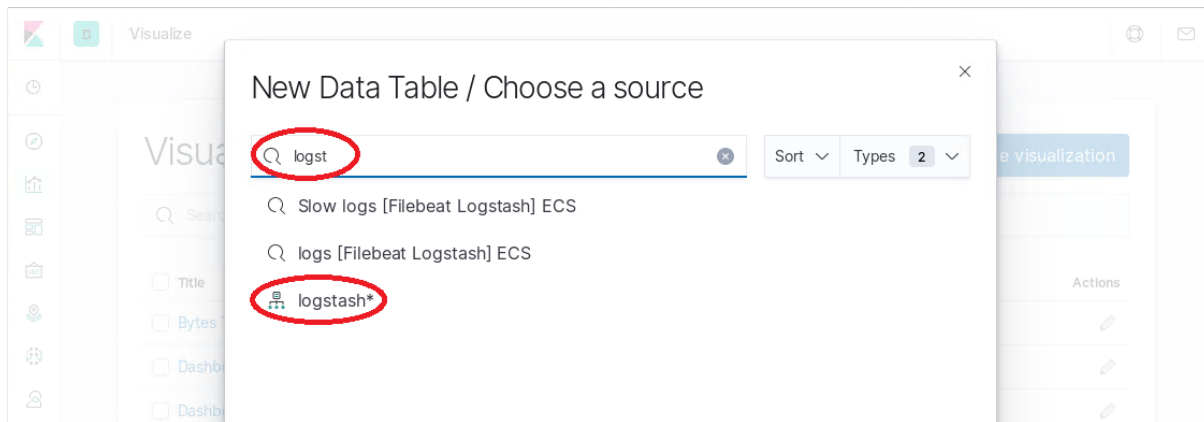 D Visualize
New Data Table / Choose a source
Visua
logst
Sort Types 2
e visualization
Searc
Slow logs [Filebeat Logstash] ECS
logs [Filebeat Logstash] ECS
Title
Actions
logstash*
Bytes
Dashb
Dashb